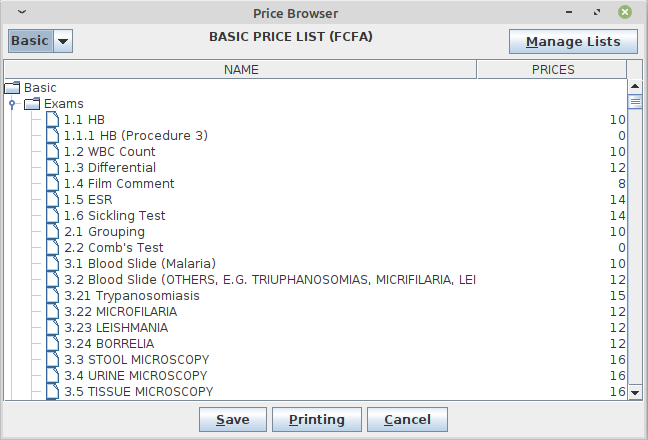 Price Browser
Basic
BASIC PRICE LIST (FCFA)
Manage Lists
NAME PRICES
Basic
Exams
1.1 HB 10
1.1.1 HB (Procedure 3) 0
1.2 WBC Count 10
1.3 Differential 12
1.4 Film Comment 8
1.5 ESR 14
1.6 Sickling Test 14
2.1 Grouping 10
2.2 Comb's Test 0
3.1 Blood Slide (Malaria) 10
3.2 Blood Slide (OTHERS, E.G. TRIUPHANOSOMIAS, MICRIFILARIA, LEI 12
3.21 Trypanosomiasis 15
3.22 MICROFILARIA 12
3.23 LEISHMANIA 12
3.24 BORRELIA 12
3.3 STOOL MICROSCOPY 16
3.4 URINE MICROSCOPY 16
3.5 TISSUE MICROSCOPY 16
Save Printing Cancel